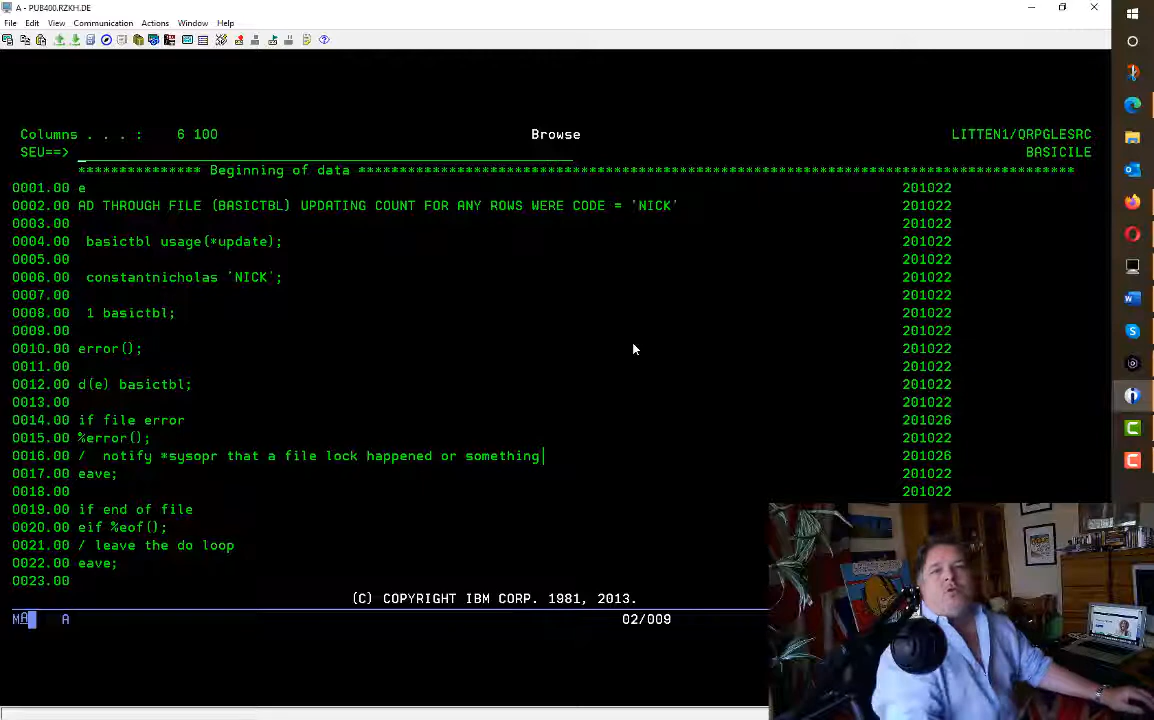 A - PUB400.RZKH.DE
File Edit View Communication Actions Window Help
Columns . . . : 6 100 Browse LITTEN1/QRPGLESRC
SEU==> BASICILE
*************** Beginning of data ****************************************************************************************
0001.00 e 201022
0002.00 AD THROUGH FILE (BASICTBL) UPDATING COUNT FOR ANY ROWS WERE CODE = 'NICK' 201022
0003.00 201022
0004.00 basictbl usage(*update); 201022
0005.00 201022
0006.00 constantnicholas 'NICK'; 201022
0007.00 201022
0008.00 1 basictbl; 201022
0009.00 201022
0010.00 error(); 201022
0011.00 201022
0012.00 d(e) basictbl; 201022
0013.00 201022
0014.00 if file error 201026
0015.00 %error(); 201022
0016.00 / notify *sysopr that a file lock happened or something 201026
0017.00 eave; 201022
0018.00 201022
0019.00 if end of file
0020.00 eif %eof();
0021.00 / leave the do loop
0022.00 eave;
0023.00
(C) COPYRIGHT IBM CORP. 1981, 2013.
MA A 02/009